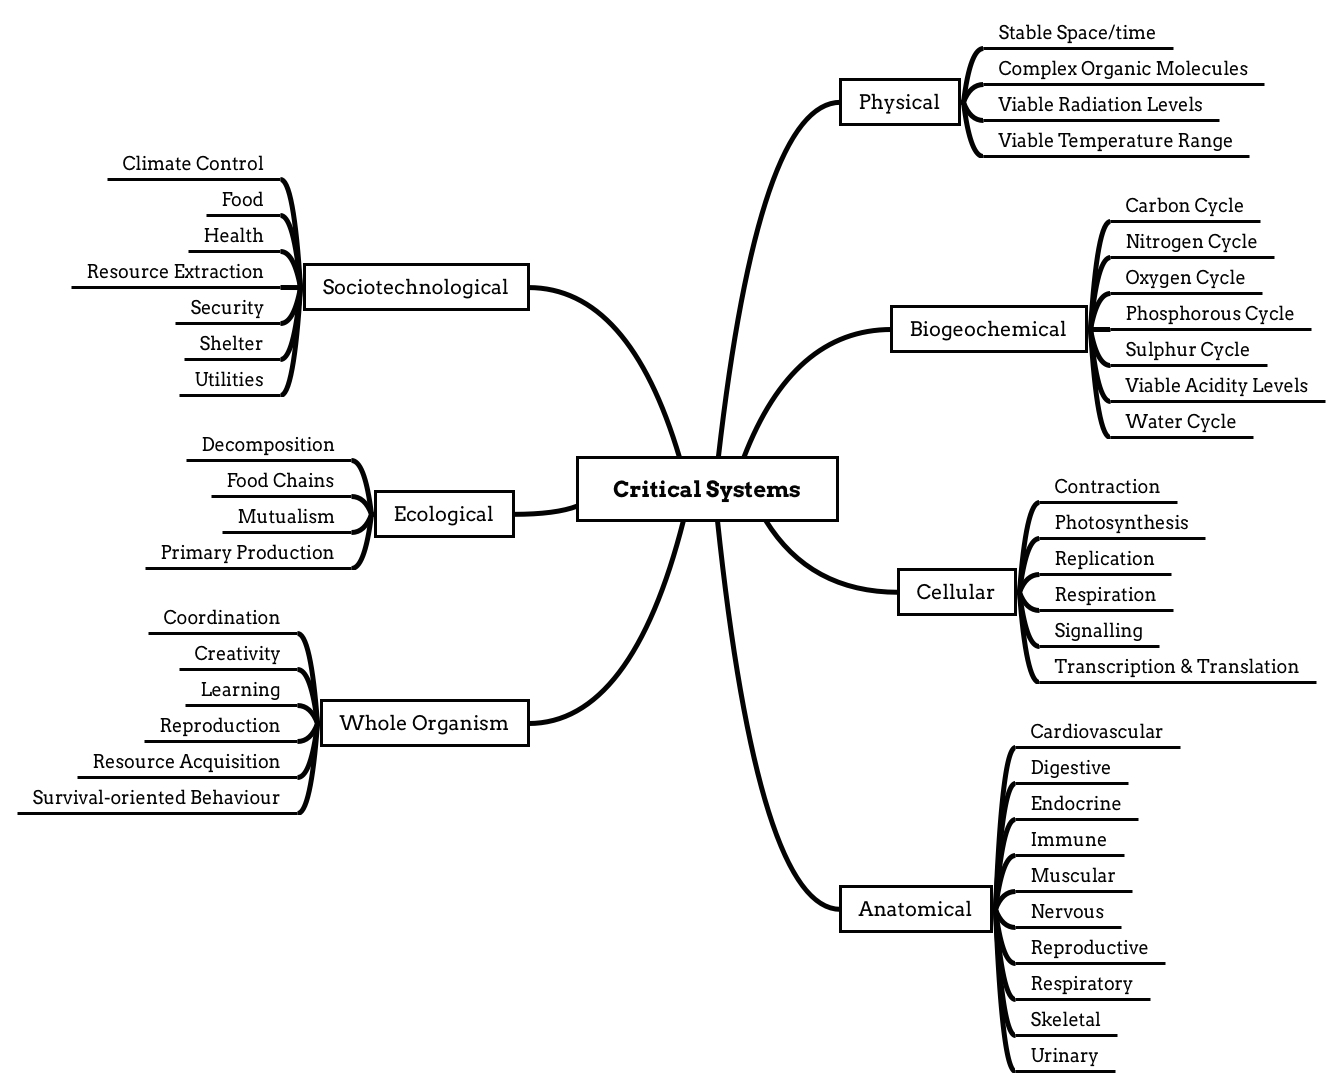 Critical Systems
Physical
Stable Space/time
Complex Organic Molecules
Viable Radiation Levels
Viable Temperature Range
Biogeochemical
Carbon Cycle
Nitrogen Cycle
Oxygen Cycle
Phosphorous Cycle
Sulphur Cycle
Viable Acidity Levels
Water Cycle
Cellular
Contraction
Photosynthesis
Replication
Respiration
Signalling
Transcription & Translation
Anatomical
Cardiovascular
Digestive
Endocrine
Immune
Muscular
Nervous
Reproductive
Respiratory
Skeletal
Urinary
Sociotechnological
Climate Control
Food
Health
Resource Extraction
Security
Shelter
Utilities
Ecological
Decomposition
Food Chains
Mutualism
Primary Production
Whole Organism
Coordination
Creativity
Learning
Reproduction
Resource Acquisition
Survival-oriented Behaviour